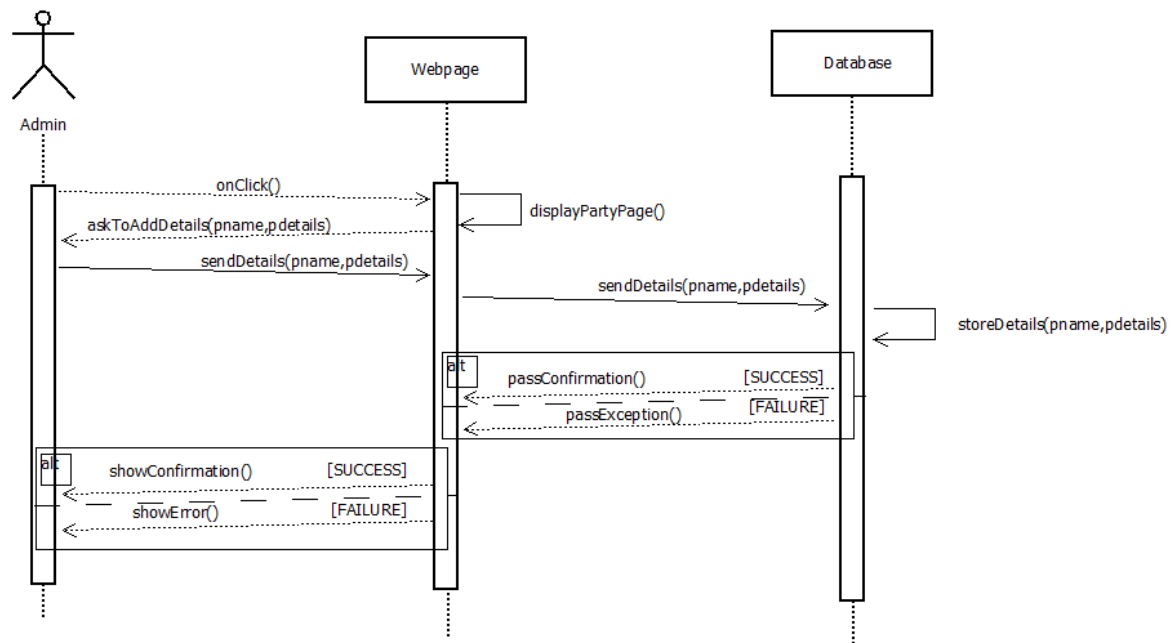 Webpage
Database
Admin
onClick()
displayPartyPage()
askToAddDetails(pname,pdetails)
sendDetails(pname,pdetails)
sendDetails(pname,pdetails)
storeDetails(pname,pdetails)
alt
passConfirmation()
[SUCCESS]
passException()
[FAILURE]
alt
showConfirmation()
[SUCCESS]
showError()
[FAILURE]